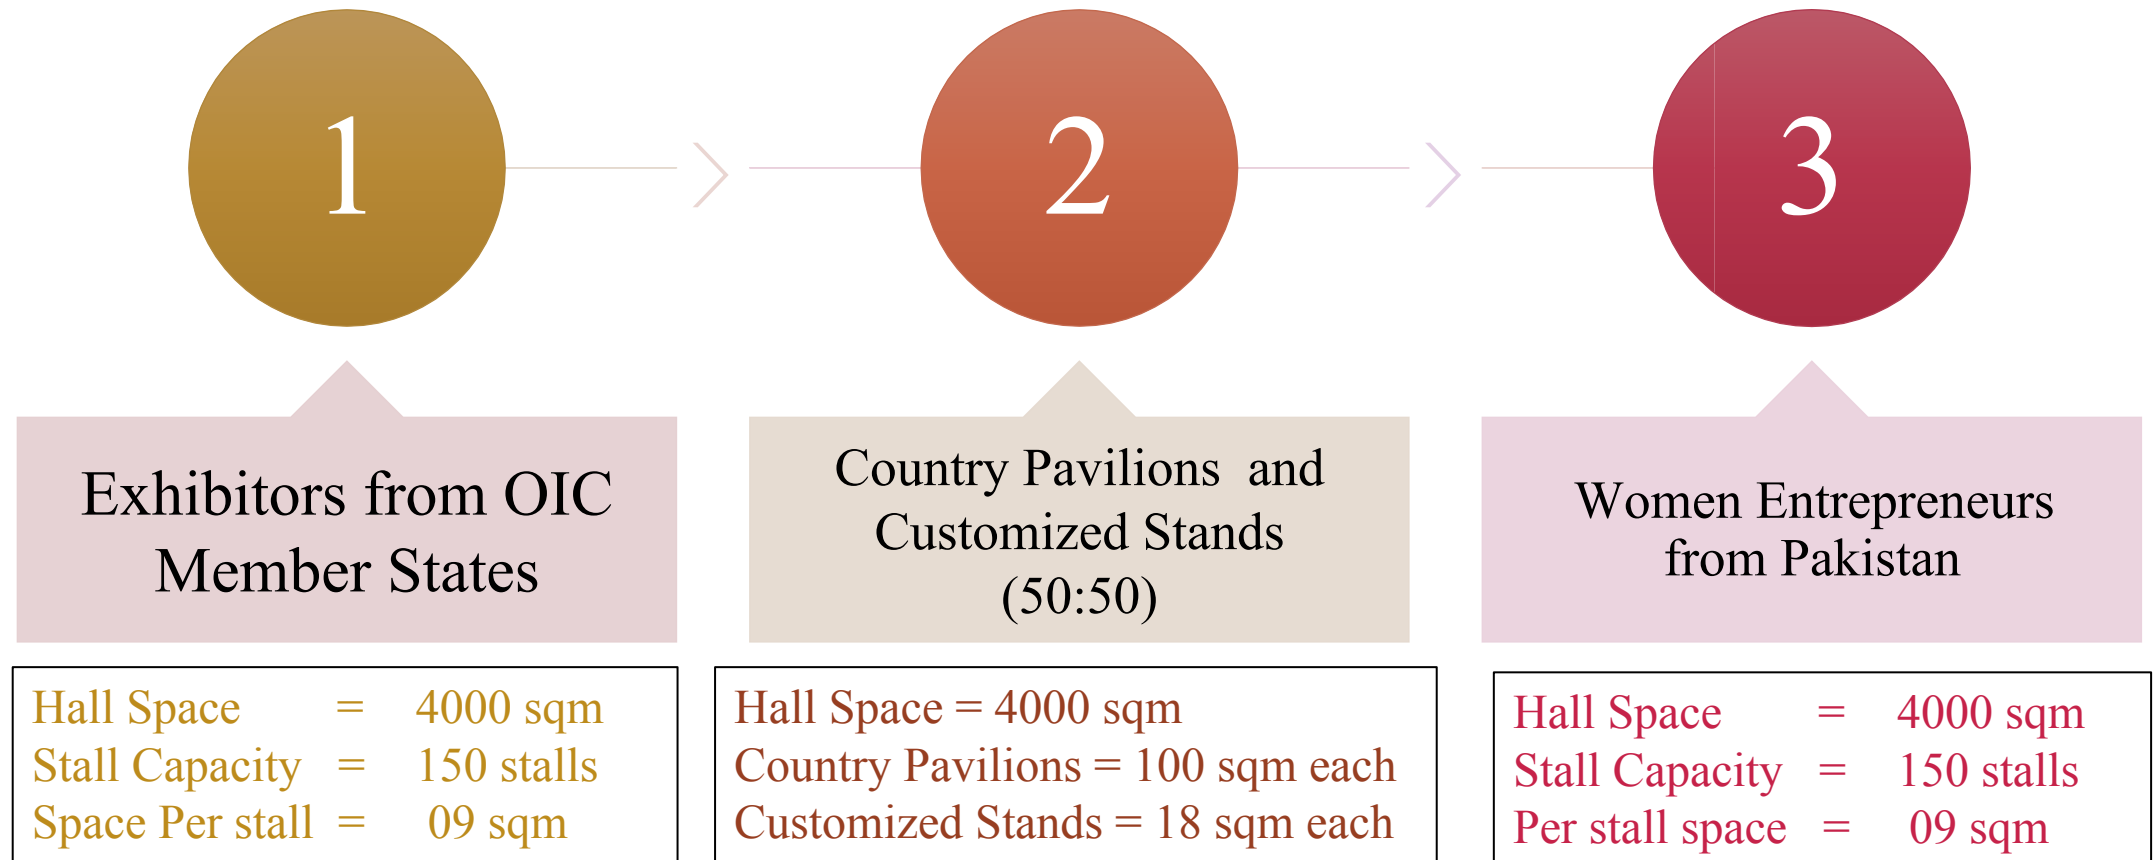 1
2
3
Exhibitors from OIC
Member States
Country Pavilions and
Customized Stands
(50:50)
Women Entrepreneurs
from Pakistan
Hall Space = 4000 sqm
Stall Capacity = 150 stalls
Space Per stall = 09 sqm
Hall Space = 4000 sqm
Country Pavilions = 100 sqm each
Customized Stands = 18 sqm each
Hall Space = 4000 sqm
Stall Capacity = 150 stalls
Per stall space = 09 sqm